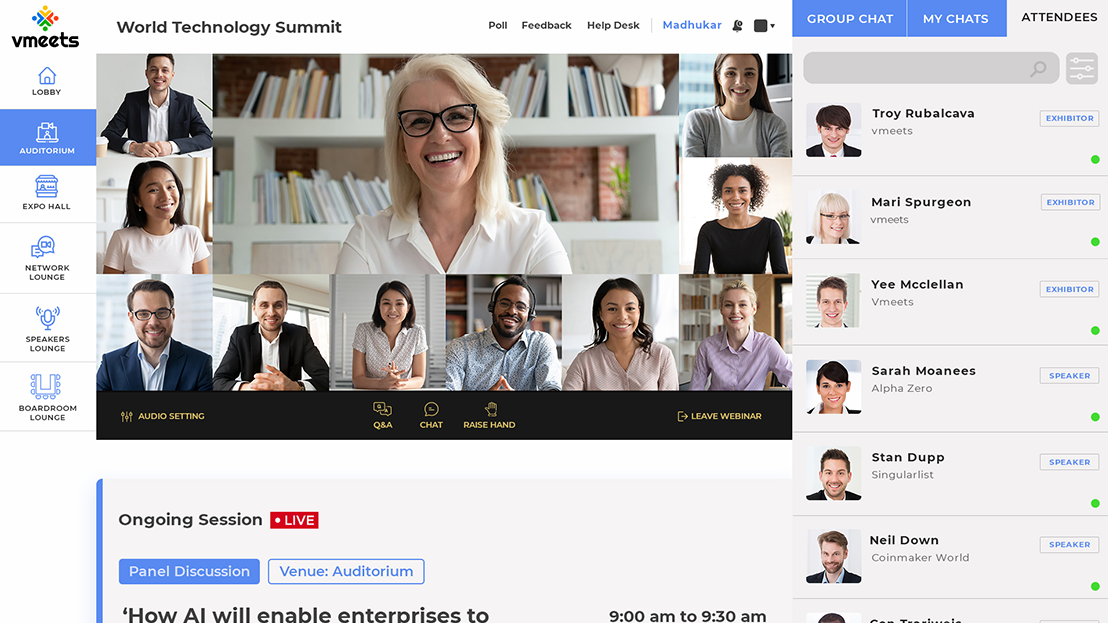 vmeets
World Technology Summit
Poll Feedback Help Desk Madhukar
GROUP CHAT MY CHATS ATTENDEES
LOBBY
AUDITORIUM
EXPO HALL
NETWORK
LOUNGE
SPEAKERS
LOUNGE
BOARDROOM
LOUNGE
AUDIO SETTING
Q&A
CHAT
RAISE HAND
LEAVE WEBINAR
Ongoing Session LIVE
Panel Discussion Venue: Auditorium
‘How AI will enable enterprises to
9:00 am to 9:30 am
Troy Rubalcava
vmeets
EXHIBITOR
Mari Spurgeon
vmeets
EXHIBITOR
Yee Mcclellan
Vmeets
EXHIBITOR
Sarah Moanees
Alpha Zero
SPEAKER
Stan Dupp
Singularlist
SPEAKER
Neil Down
Coinmaker World
SPEAKER